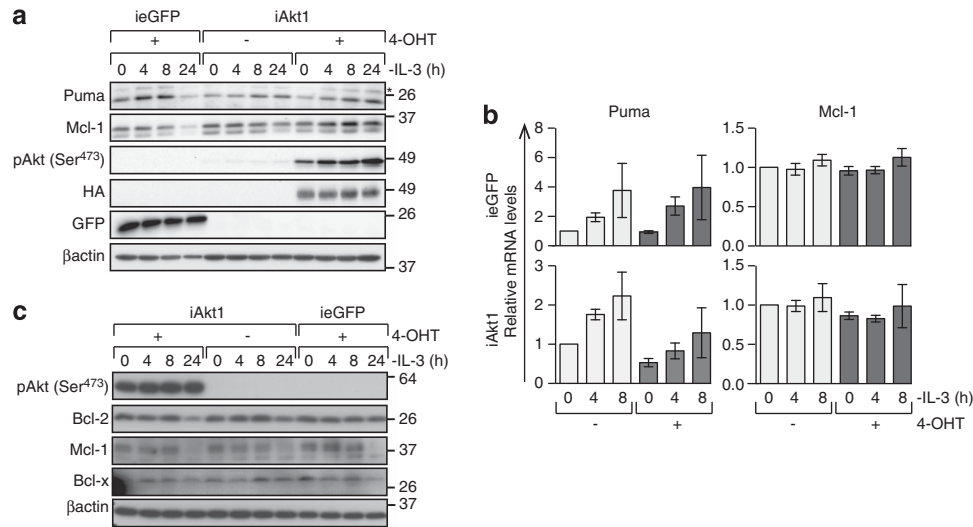 a
ieGFP iAkt1
+ - + 4-OHT
0 4 8 24 0 4 8 24 0 4 8 24 -IL-3 (h)
Puma * 26
Mcl-1 37
pAkt (Ser473) 49
HA 49
GFP 26
βactin 37
b
Puma Mcl-1
Relative mRNA levels
ieGFP
8 6 4 2 0
1.5 1.0 0.5 0.0
iAkt1
3 2 1 0
1.5 1.0 0.5 0
0 4 8 0 4 8 0 4 8 0 4 8 -IL-3 (h)
- + - + 4-OHT
c
iAkt1 ieGFP
+ - + 4-OHT
0 4 8 24 0 4 8 24 0 4 8 24 -IL-3 (h)
pAkt (Ser473) 64
Bcl-2 26
Mcl-1 37
Bcl-x 26
βactin 37